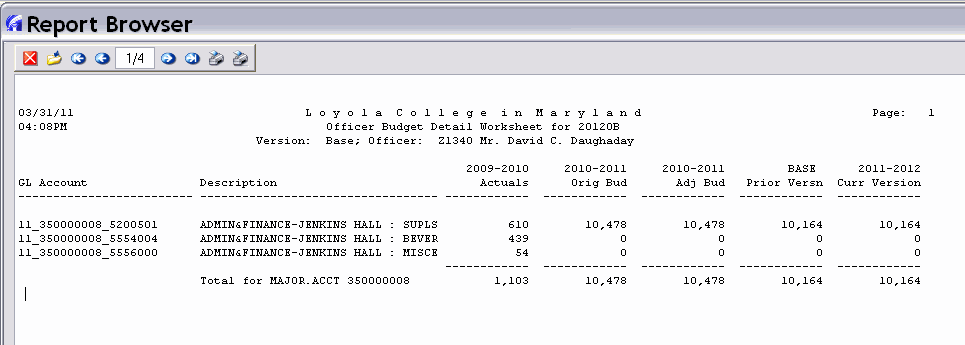 Report Browser
1/4
03/31/11 L o y o l a C o l l e g e i n M a r y l a n d Page: 1
04:08PM Officer Budget Detail Worksheet for 2012OB
Version: Base; Officer: Z1340 Mr. David C. Daughaday
2009-2010 2010-2011 2010-2011 BASE 2011-2012
GL Account Description Actuals Orig Bud Adj Bud Prior Versn Curr Version
------------------------- ---------------------------------- ------------ ------------ ------------ ------------ ------------
11_350000008_5200501 ADMIN&FINANCE-JENKINS HALL : SUPLS 610 10,478 10,478 10,164 10,164
11_350000008_5554004 ADMIN&FINANCE-JENKINS HALL : BEVER 439 0 0 0 0
11_350000008_5556000 ADMIN&FINANCE-JENKINS HALL : MISCE 54 0 0 0 0
------------ ------------ ------------ ------------ ------------
Total for MAJOR.ACCT 350000008 1,103 10,478 10,478 10,164 10,164